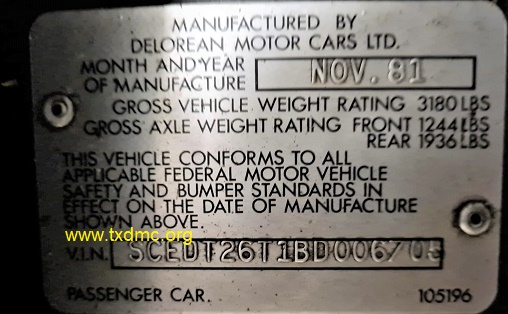 MANUFACTURED BY
DELOREAN MOTOR CARS LTD.
MONTH AND YEAR
OF MANUFACTURE
NOV. 81
GROSS VEHICLE WEIGHT RATING 3180 LBS
GROSS AXLE WEIGHT RATING FRONT 1244 LBS
REAR 1936 LBS
THIS VEHICLE CONFORMS TO ALL
APPLICABLE FEDERAL MOTOR VEHICLE
SAFETY AND BUMPER STANDARDS IN
EFFECT ON THE DATE OF MANUFACTURE
SHOWN ABOVE
www.txdmc.org
V.I.N. SCEDT26T1BD006705
PASSENGER CAR. 105196